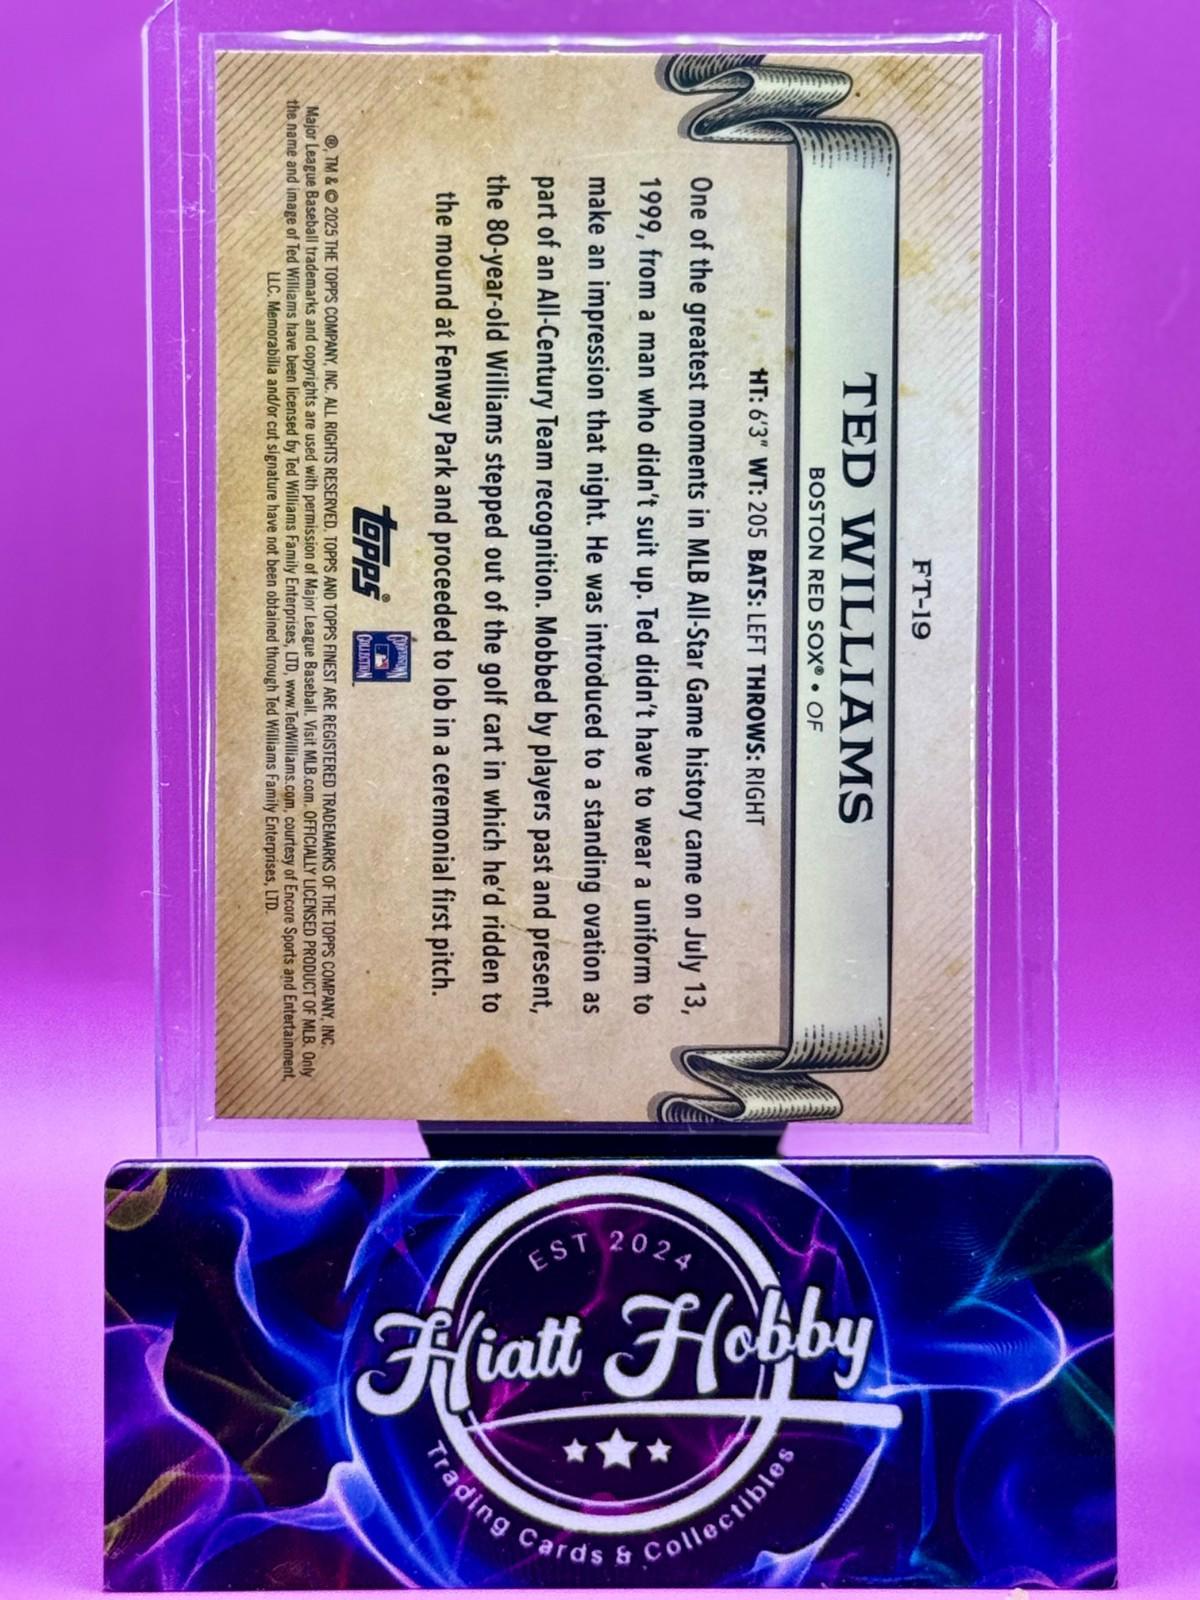 FT-19
TED WILLIAMS
BOSTON RED SOX® • OF
HT: 6'3" WT: 205 BATS: LEFT THROWS: RIGHT
One of the greatest moments in MLB All-Star Game history came on July 13,
1999, from a man who didn't suit up. Ted didn't have to wear a uniform to
make an impression that night. He was introduced to a standing ovation as
part of an All-Century Team recognition. Mobbed by players past and present,
the 80-year-old Williams stepped out of the golf cart in which he'd ridden to
the mound at Fenway Park and proceeded to lob in a ceremonial first pitch.
topps®
COOPERSTOWN
COLLECTION
®, TM & © 2025 THE TOPPS COMPANY, INC. ALL RIGHTS RESERVED. TOPPS AND TOPPS FINEST ARE REGISTERED TRADEMARKS OF THE TOPPS COMPANY, INC.
Major League Baseball trademarks and copyrights are used with permission of Major League Baseball. Visit MLB.com. OFFICIALLY LICENSED PRODUCT OF MLB. Only
the name and image of Ted Williams have been licensed by Ted Williams Family Enterprises, LTD, www.TedWilliams.com, courtesy of Encore Sports and Entertainment,
LLC. Memorabilia and/or cut signature have not been obtained through Ted Williams Family Enterprises, LTD.
EST 2024
Hiatt Hobby
Trading Cards & Collectibles